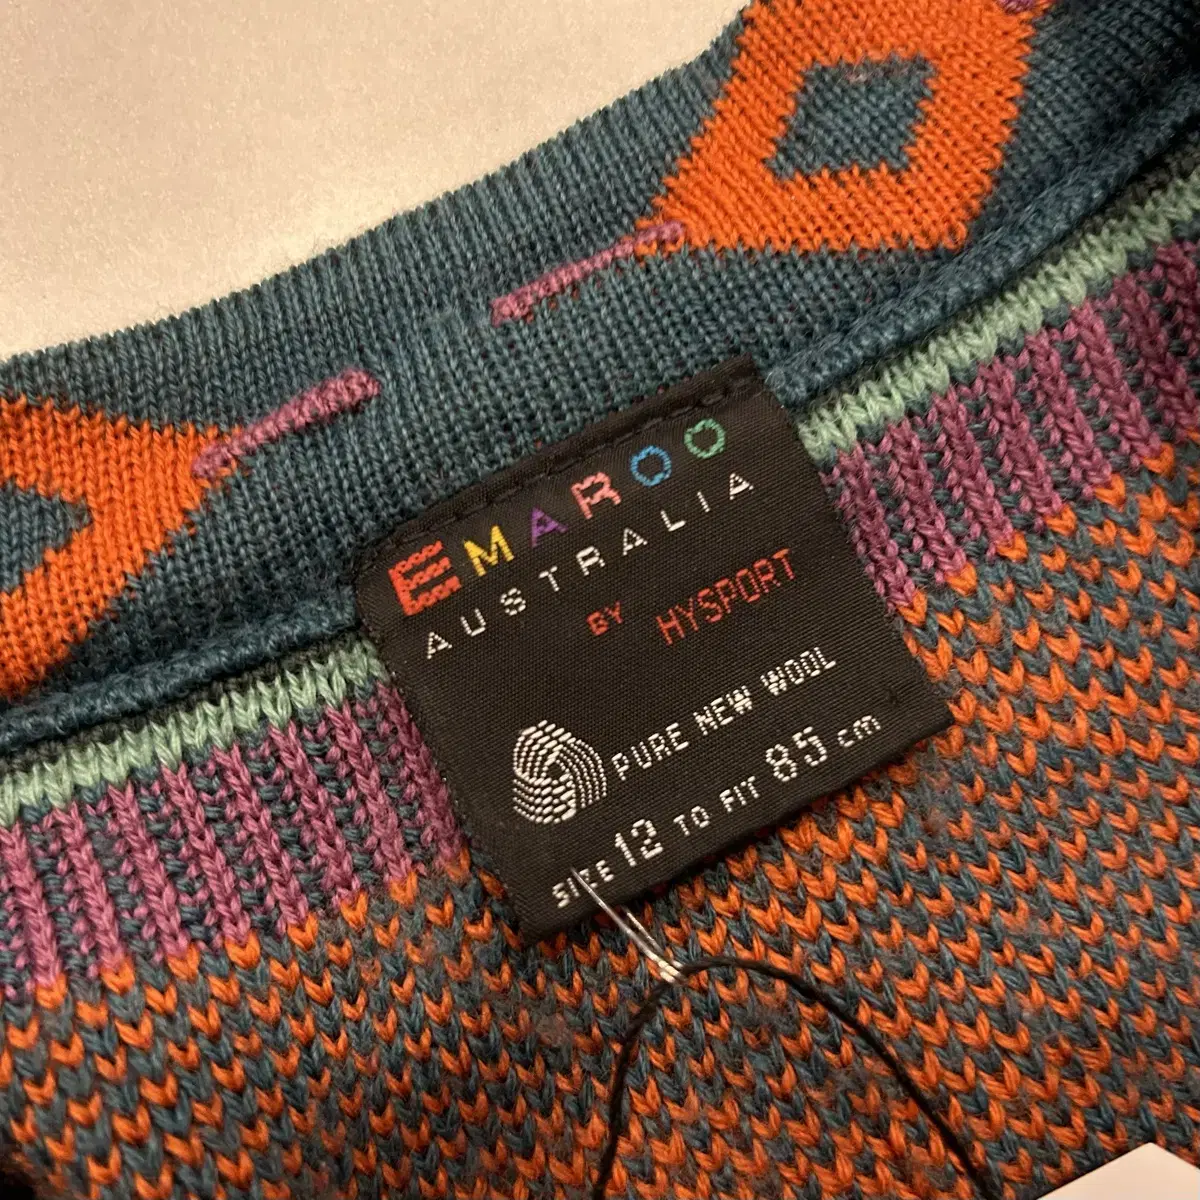 EMAROO
AUSTRALIA
BY HYSPORT
PURE NEW WOOL
SIZE 12 TO FIT 85 cm